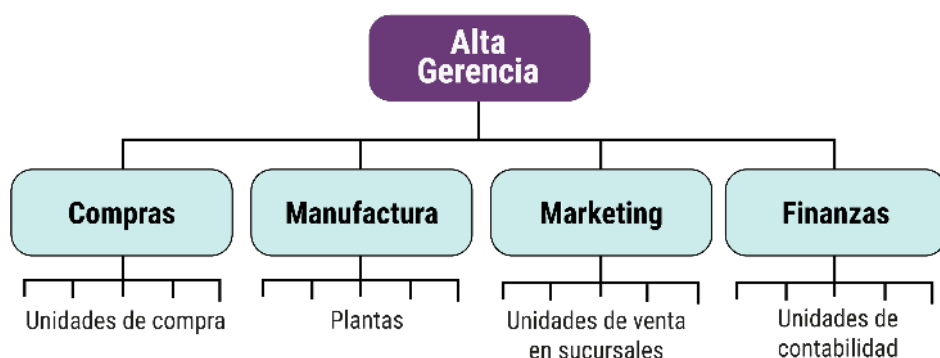 Alta
Gerencia
Compras
Manufactura
Marketing
Finanzas
Unidades de compra
Plantas
Unidades de venta
en sucursales
Unidades de
contabilidad